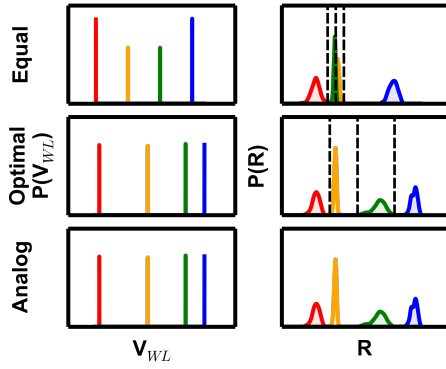 Equal
Optimal
P(V_WL)
Analog
P(R)
V_WL
R